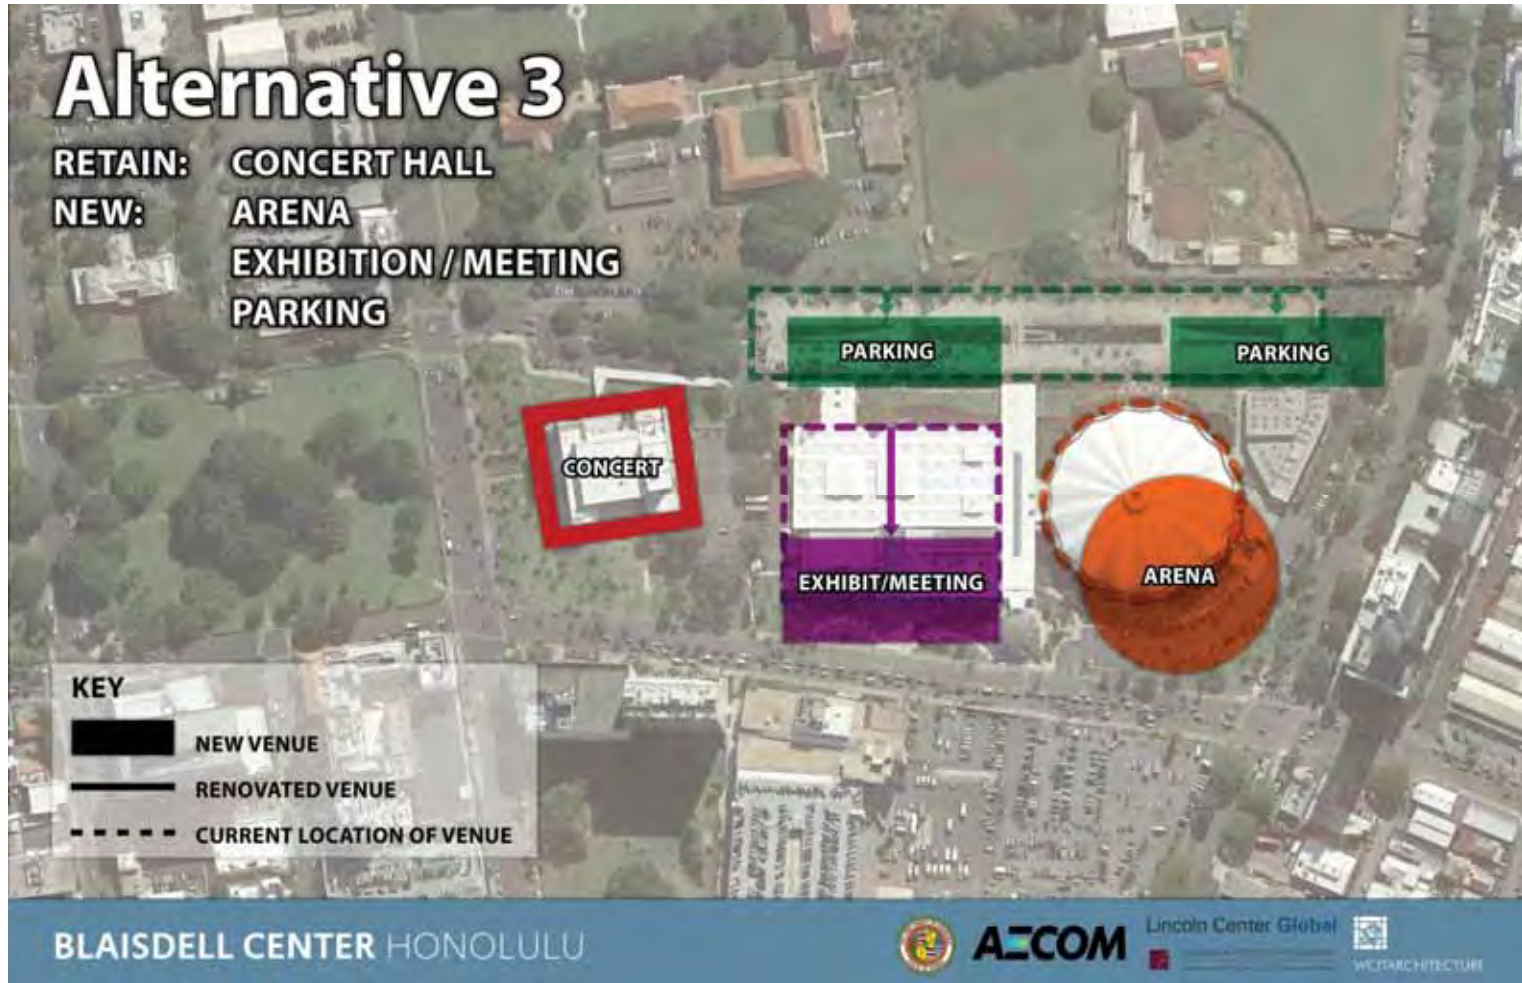 Alternative 3
RETAIN: CONCERT HALL
NEW: ARENA
EXHIBITION / MEETING
PARKING
PARKING
PARKING
CONCERT
EXHIBIT/MEETING
ARENA
KEY
NEW VENUE
RENOVATED VENUE
CURRENT LOCATION OF VENUE
BLAISDELL CENTER HONOLULU
AECOM
Lincoln Center Global
WCITARCHITECTURE